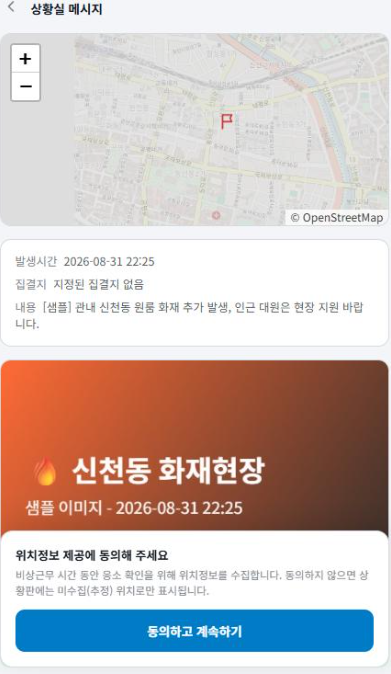 상황실 메시지
+
−
© OpenStreetMap
발생시간 2026-08-31 22:25
집결지 지정된 집결지 없음
내용 [샘플] 관내 신천동 원룸 화재 추가 발생, 인근 대원은 현장 지원 바랍
니다.
신천동 화재현장
샘플 이미지 - 2026-08-31 22:25
위치정보 제공에 동의해 주세요
비상근무 시간 동안 응소 확인을 위해 위치정보를 수집합니다. 동의하지 않으면 상
황판에는 미수집(추정) 위치로만 표시됩니다.
동의하고 계속하기